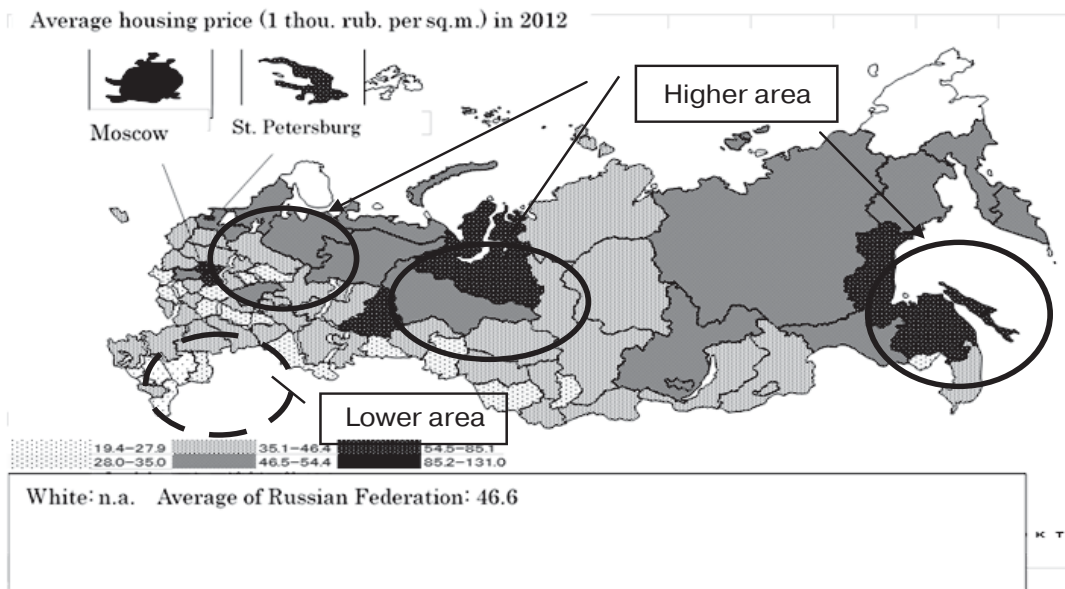 Average housing price (1 thou. rub. per sq.m.) in 2012
Higher area
Moscow
St. Petersburg
Lower area
19.4–27.9 35.1–46.4 54.5–85.1
28.0–35.0 46.5–54.4 85.2–131.0
White: n.a. Average of Russian Federation: 46.6
К Т